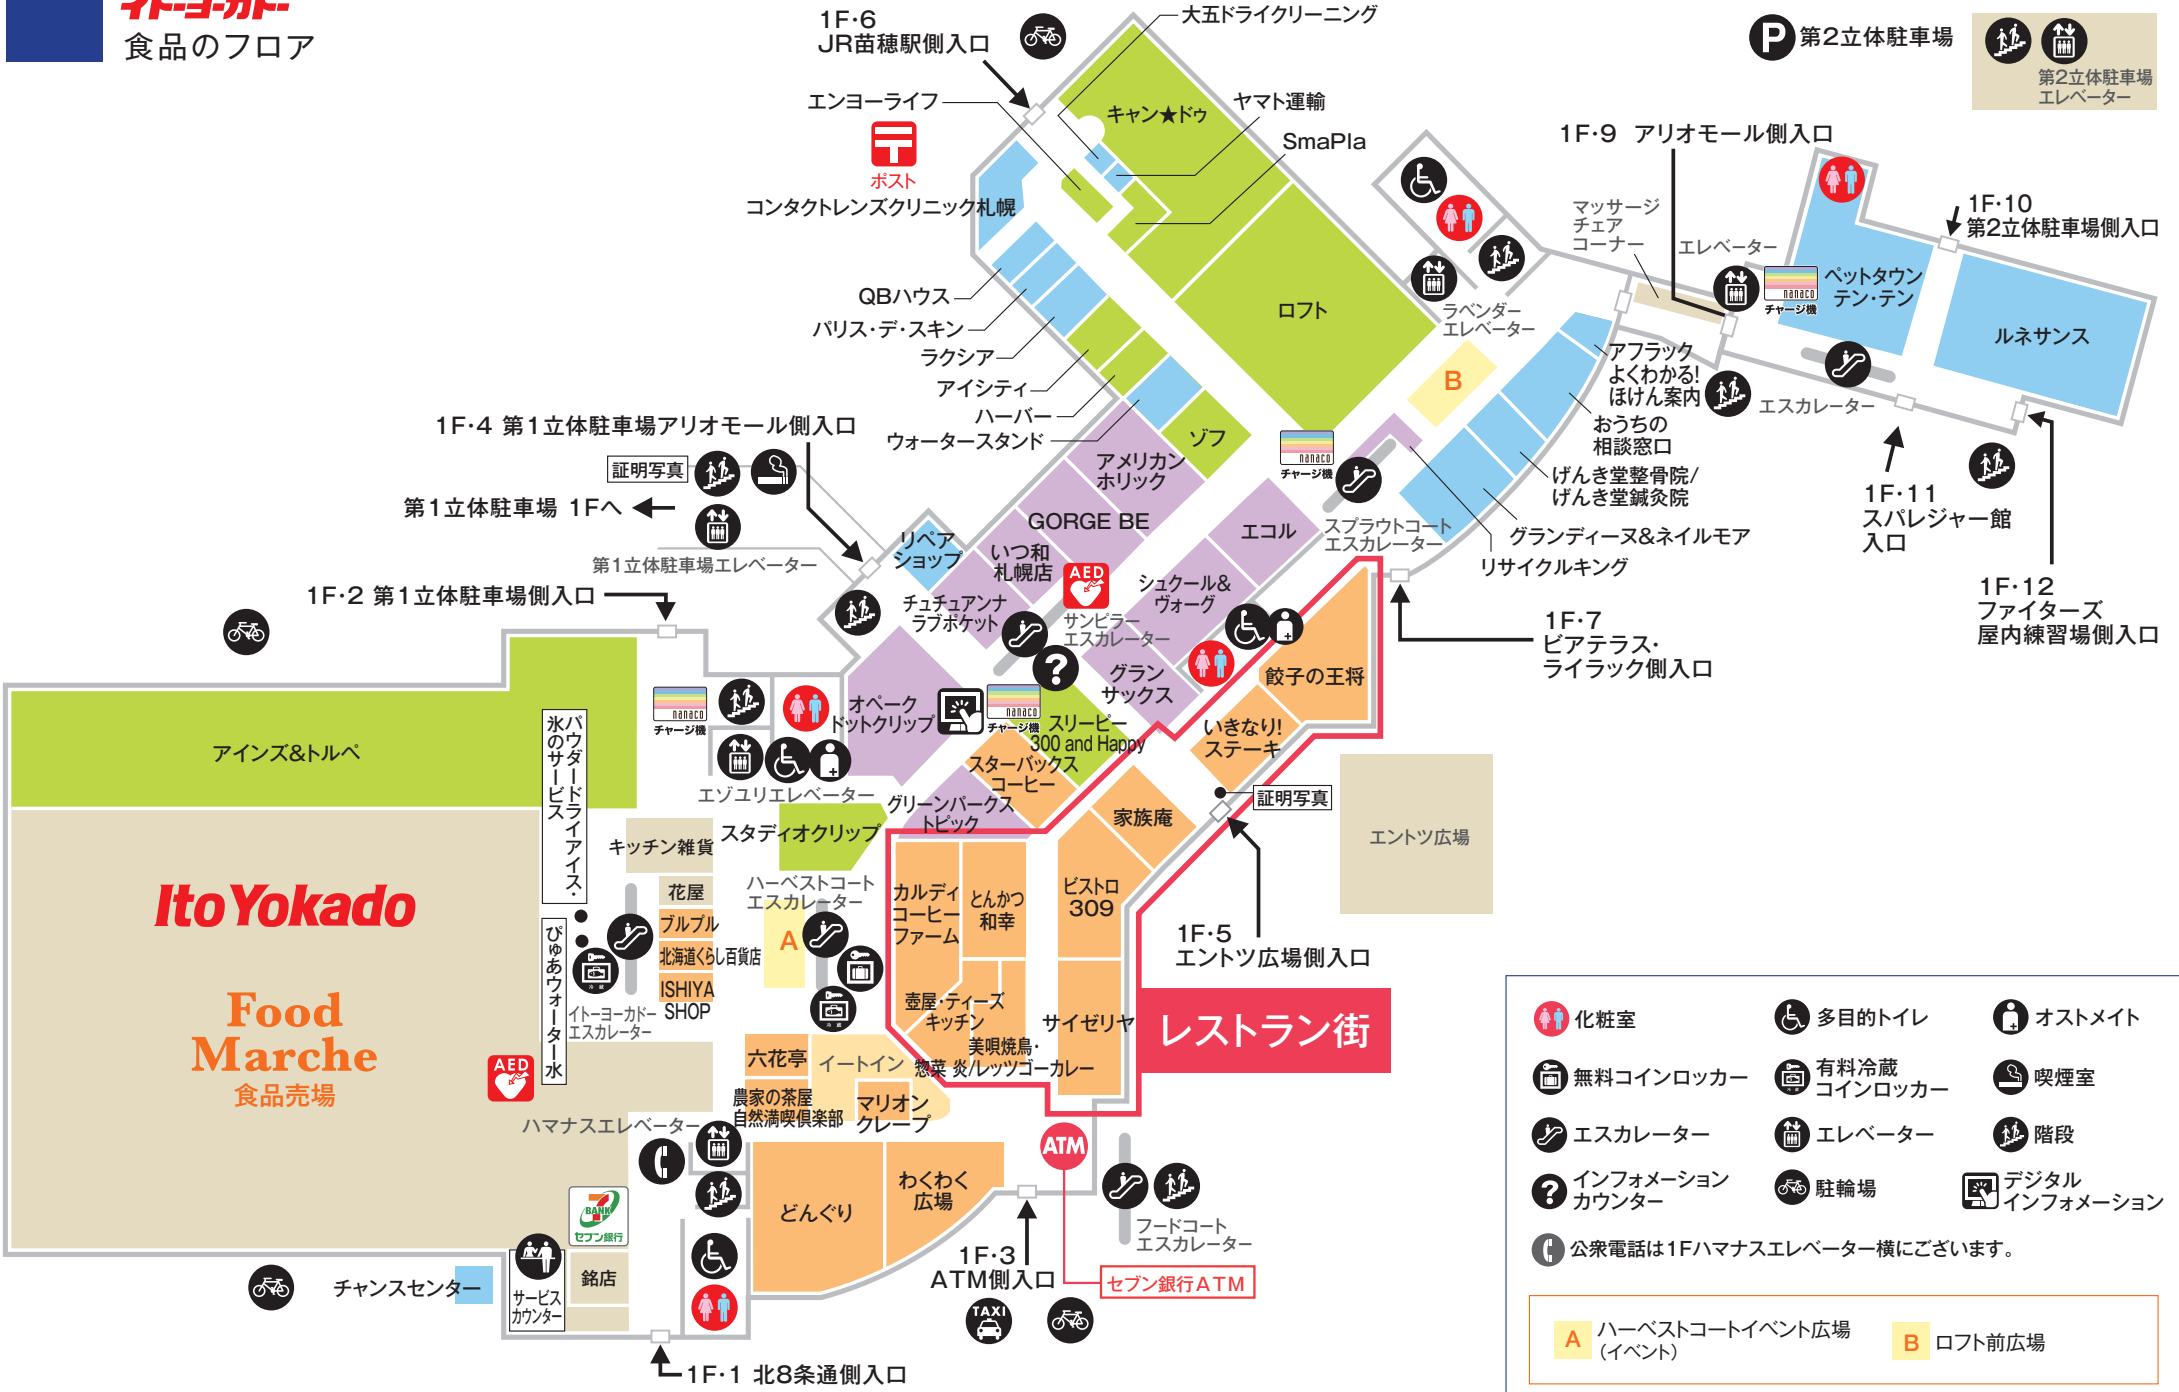 イトーヨーカドー
食品のフロア
1F・6
JR苗穂駅側入口
大五ドライクリーニング
エンヨーライフ
ポスト
コンタクトレンズクリニック札幌
キャン★ドゥ
ヤマト運輸
SmaPla
P 第2立体駐車場
第2立体駐車場
エレベーター
1F・9 アリオモール側入口
マッサージ
チェア
コーナー
エレベーター
nanaco
チャージ機
ペットタウン
テン・テン
1F・10
第2立体駐車場側入口
ルネサンス
QBハウス
パリス・デ・スキン
ラクシア
アイシティ
ハーバー
ウォータースタンド
ロフト
ラベンダー
エレベーター
B
アフラック
よくわかる!
ほけん案内
エスカレーター
おうちの
相談窓口
げんき堂整骨院/
げんき堂鍼灸院
グランディーヌ&ネイルモア
リサイクルキング
1F・11
スパレジャー館
入口
1F・12
ファイターズ
屋内練習場側入口
1F・4 第1立体駐車場アリオモール側入口
証明写真
第1立体駐車場 1Fへ
第1立体駐車場エレベーター
1F・2 第1立体駐車場側入口
ゾフ
アメリカン
ホリック
GORGE BE
いつ和
札幌店
リペア
ショップ
チュチュアンナ
ラブポケット
AED
サンピラー
エスカレーター
nanaco
チャージ機
スプラウトコート
エスカレーター
エコル
シュクール&
ヴォーグ
グラン
サックス
餃子の王将
いきなり!
ステーキ
1F・7
ビアテラス・
ライラック側入口
アインズ&トルペ
パウダードライアイス・
氷のサービス
nanaco
チャージ機
エゾユリエレベーター
オペーク
ドットクリップ
nanaco
チャージ機
スリーピー
300 and Happy
スターバックス
コーヒー
グリーンパークス
トピック
家族庵
証明写真
エントツ広場
キッチン雑貨
スタディオクリップ
花屋
ブルブル
北海道くらし百貨店
ISHIYA
SHOP
ハーベストコート
エスカレーター
A
カルディ
コーヒー
ファーム
とんかつ
和幸
ビストロ
309
1F・5
エントツ広場側入口
Ito Yokado
Food
Marche
食品売場
ぴゅあウォーター水
イトーヨーカドー
エスカレーター
AED
壺屋・ティーズ
キッチン
美唄焼鳥・
惣菜 炎/レッツゴーカレー
サイゼリヤ
レストラン街
六花亭
イートイン
農家の茶屋
自然満喫倶楽部
マリオン
クレープ
ハマナスエレベーター
ATM
どんぐり
わくわく
広場
フードコート
エスカレーター
7
BANK
セブン銀行
銘店
サービス
カウンター
チャンスセンター
1F・3
ATM側入口
TAXI
セブン銀行ATM
1F・1 北8条通側入口
化粧室
多目的トイレ
オストメイト
無料コインロッカー
有料冷蔵
コインロッカー
喫煙室
エスカレーター
エレベーター
階段
インフォメーション
カウンター
駐輪場
デジタル
インフォメーション
公衆電話は1Fハマナスエレベーター横にございます。
A ハーベストコートイベント広場
(イベント)
B ロフト前広場